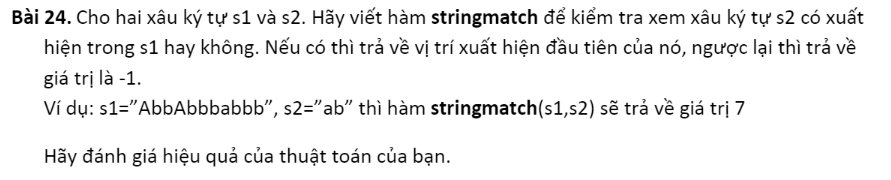 Bài 24. Cho hai xâu ký tự s1 và s2. Hãy viết hàm stringmatch để kiểm tra xem xâu ký tự s2 có xuất
hiện trong s1 hay không. Nếu có thì trả về vị trí xuất hiện đầu tiên của nó, ngược lại thì trả về
giá trị là -1.
Ví dụ: s1=”AbbAbbbabbb”, s2=”ab” thì hàm stringmatch(s1,s2) sẽ trả về giá trị 7
Hãy đánh giá hiệu quả của thuật toán của bạn.